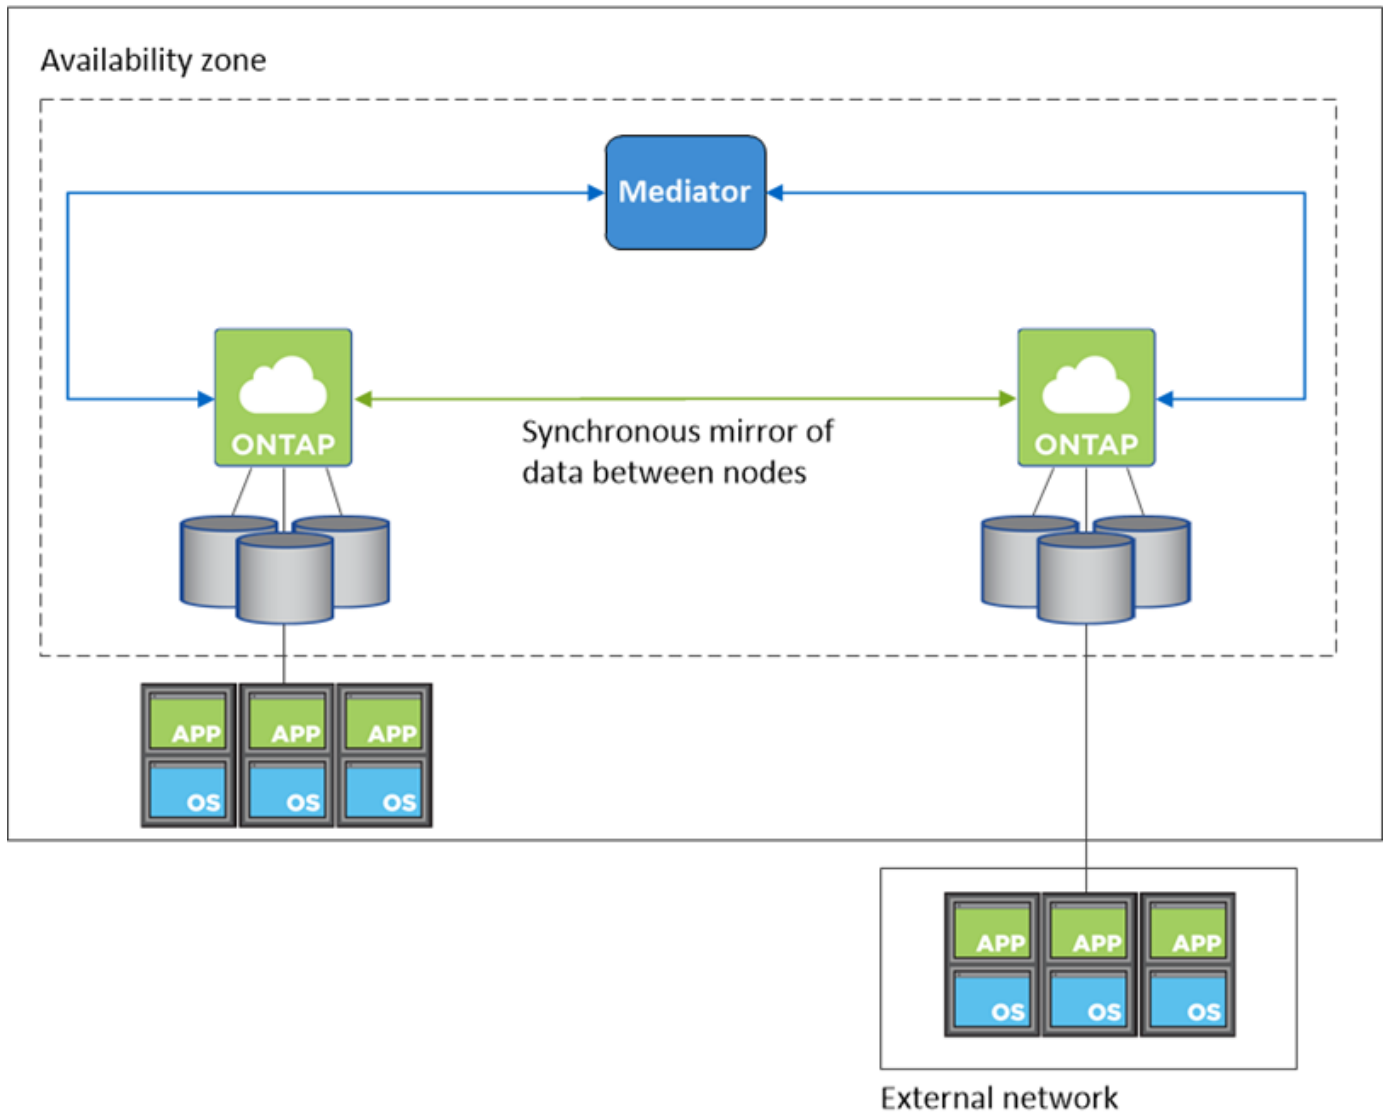 Availability zone
Mediator
ONTAP
ONTAP
Synchronous mirror of
data between nodes
APP APP APP
OS OS OS
APP APP APP
OS OS OS
External network